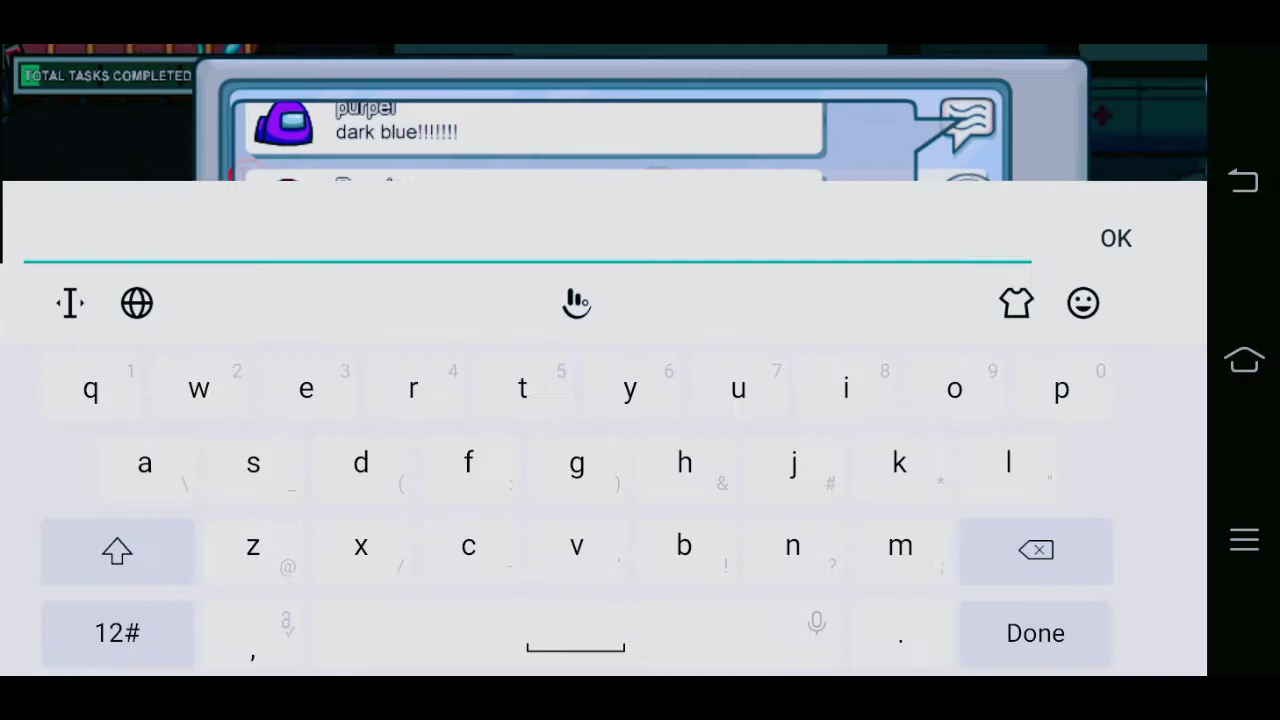 TOTAL TASKS COMPLETED
purpel
dark blue!!!!!!!
OK
q 1 w 2 e 3 r 4 t 5 y 6 u 7 i 8 o 9 p 0
a \ s _ d ( f : g ) h & j # k * l "
z @ x / c - v ' b ! n ? m ;
12# , . Done